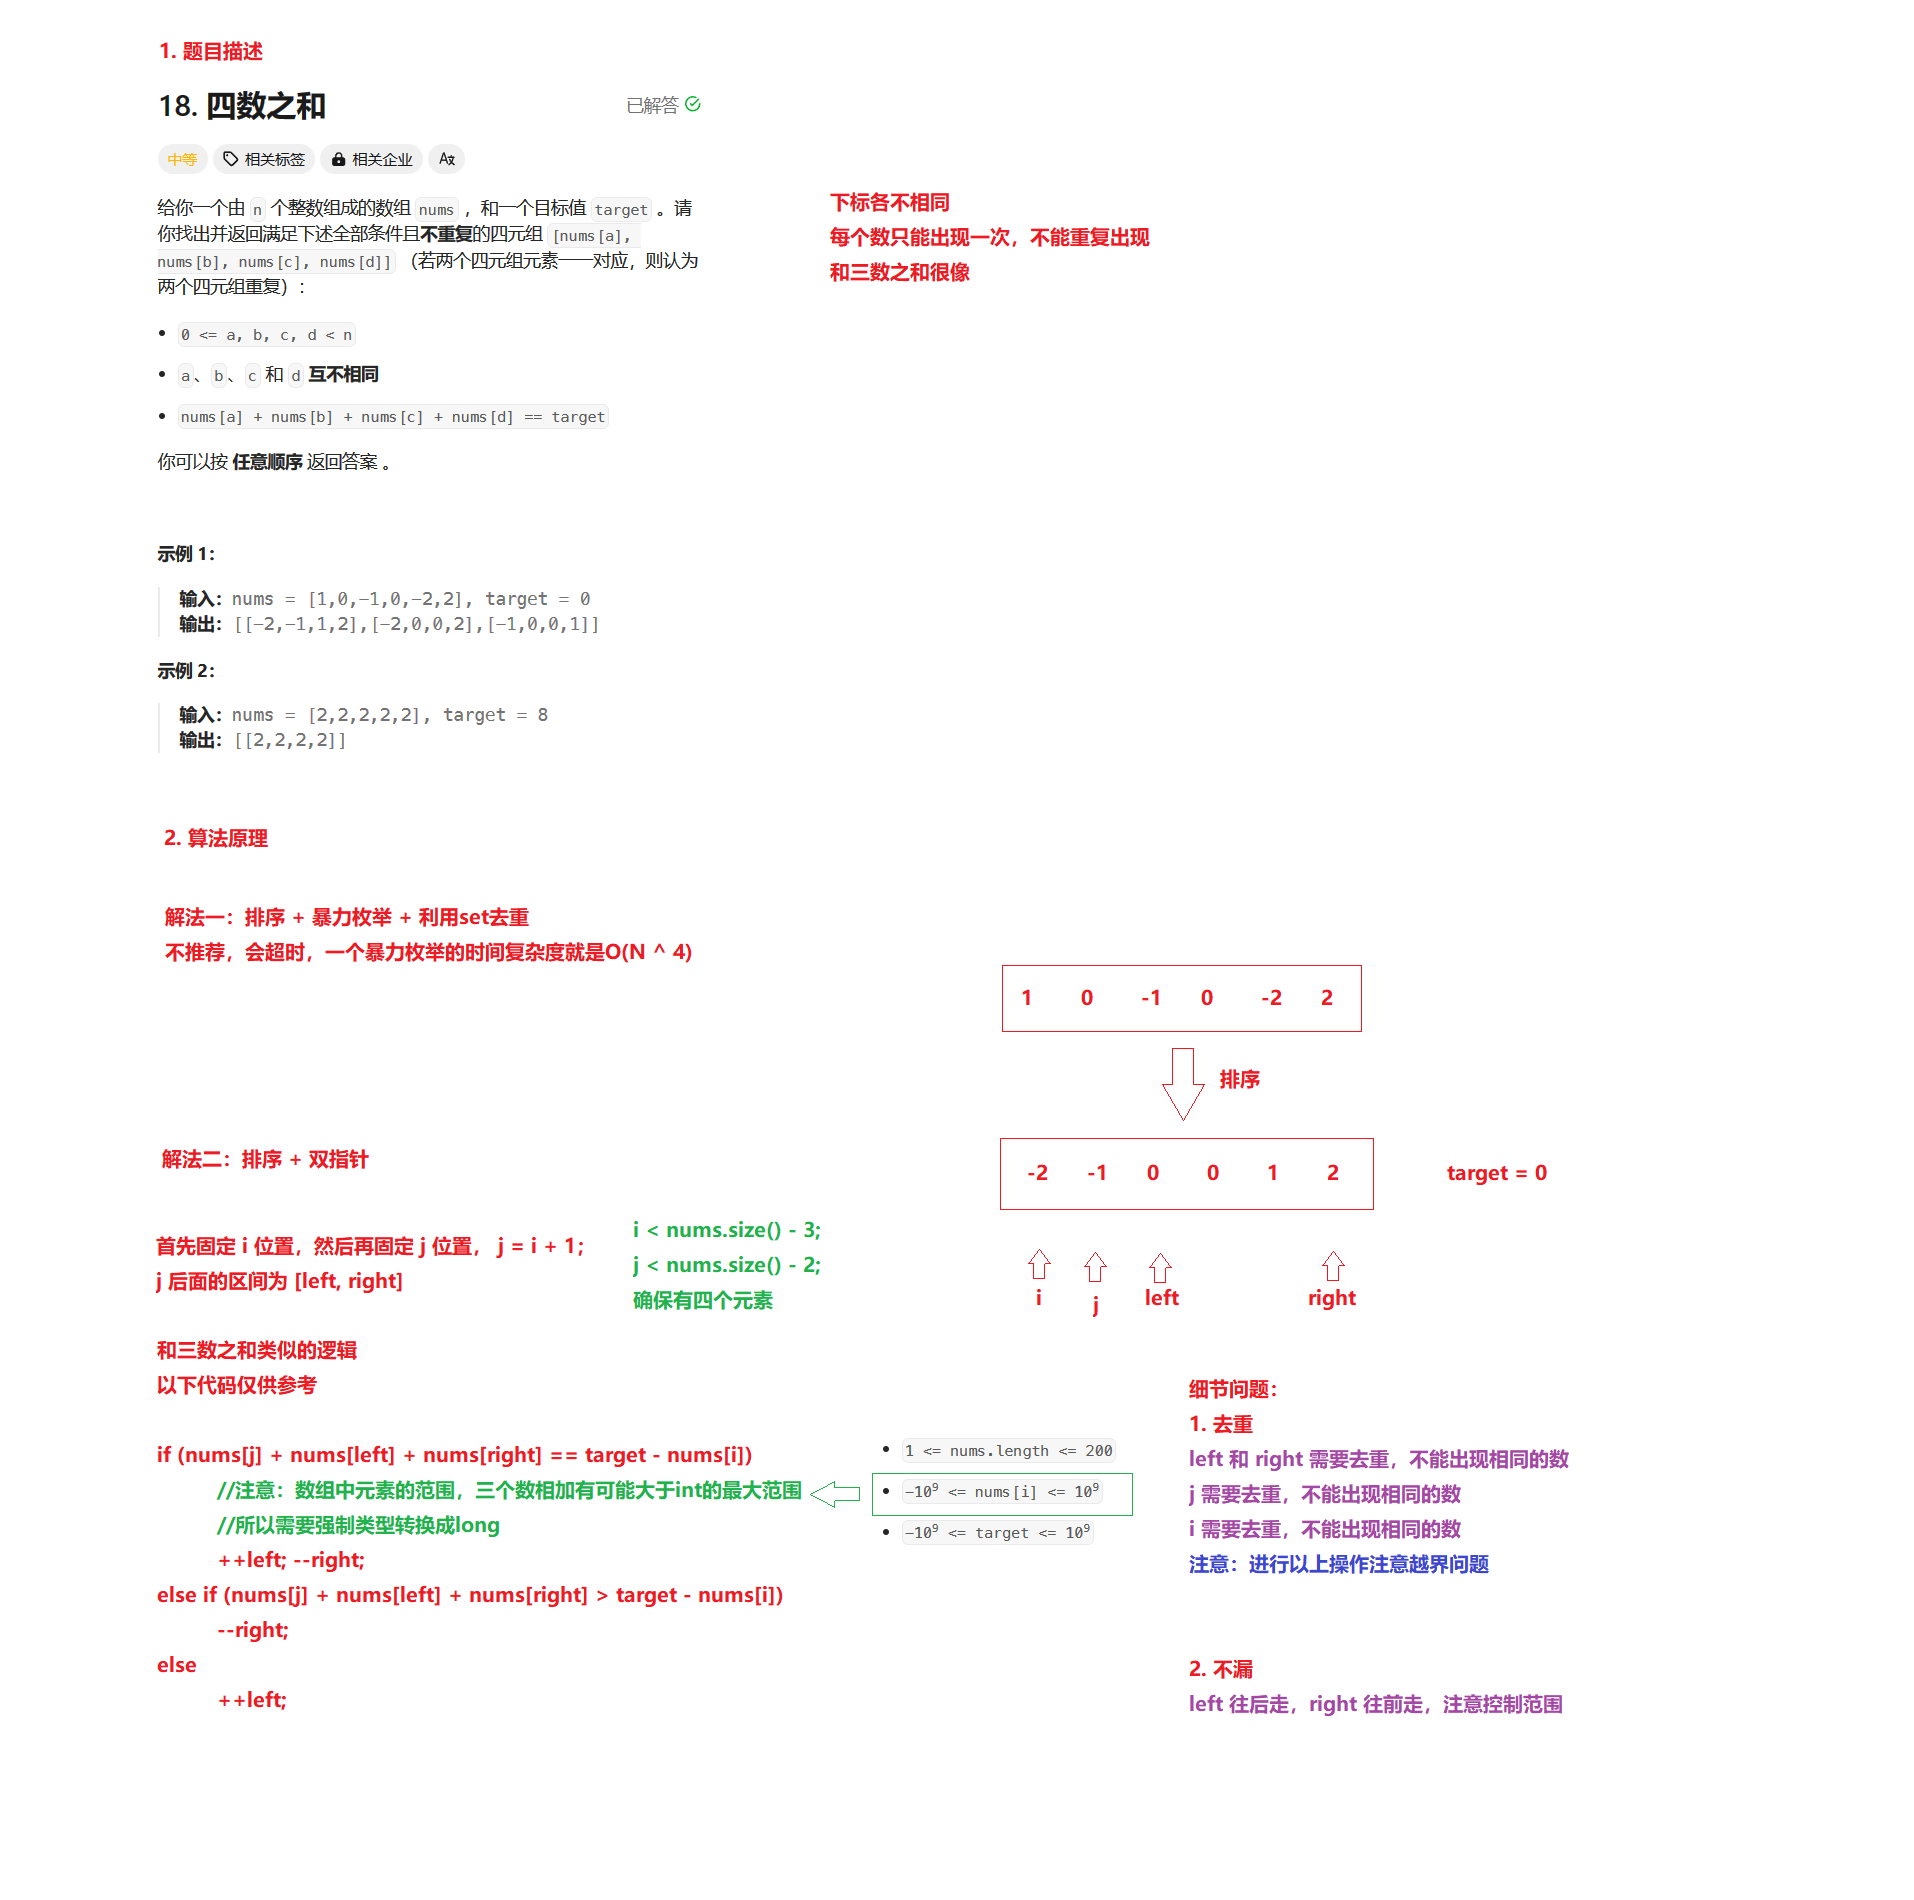 1. 题目描述
18. 四数之和
已解答
中等
相关标签
相关企业
给你一个由 n 个整数组成的数组 nums ，和一个目标值 target 。请
你找出并返回满足下述全部条件且不重复的四元组 [nums[a],
nums[b], nums[c], nums[d]] （若两个四元组元素一一对应，则认为
两个四元组重复）：
下标各不相同
每个数只能出现一次，不能重复出现
和三数之和很像
• 0 <= a, b, c, d < n
• a、b、c 和 d 互不相同
• nums[a] + nums[b] + nums[c] + nums[d] == target
你可以按 任意顺序 返回答案 。
示例 1：
输入：nums = [1,0,-1,0,-2,2], target = 0
输出：[[-2,-1,1,2],[-2,0,0,2],[-1,0,0,1]]
示例 2：
输入：nums = [2,2,2,2,2], target = 8
输出：[[2,2,2,2]]
2. 算法原理
解法一：排序 + 暴力枚举 + 利用set去重
不推荐，会超时，一个暴力枚举的时间复杂度就是O(N ^ 4)
1 0 -1 0 -2 2
排序
解法二：排序 + 双指针
-2 -1 0 0 1 2
target = 0
首先固定 i 位置，然后再固定 j 位置， j = i + 1；
j 后面的区间为 [left, right]
i < nums.size() - 3;
j < nums.size() - 2;
确保有四个元素
i
j
left
right
和三数之和类似的逻辑
以下代码仅供参考
if (nums[j] + nums[left] + nums[right] == target - nums[i])
//注意：数组中元素的范围，三个数相加有可能大于int的最大范围
//所以需要强制类型转换成long
++left; --right;
else if (nums[j] + nums[left] + nums[right] > target - nums[i])
--right;
else
++left;
• 1 <= nums.length <= 200
• -10⁹ <= nums[i] <= 10⁹
• -10⁹ <= target <= 10⁹
细节问题：
1. 去重
left 和 right 需要去重，不能出现相同的数
j 需要去重，不能出现相同的数
i 需要去重，不能出现相同的数
注意：进行以上操作注意越界问题
2. 不漏
left 往后走，right 往前走，注意控制范围